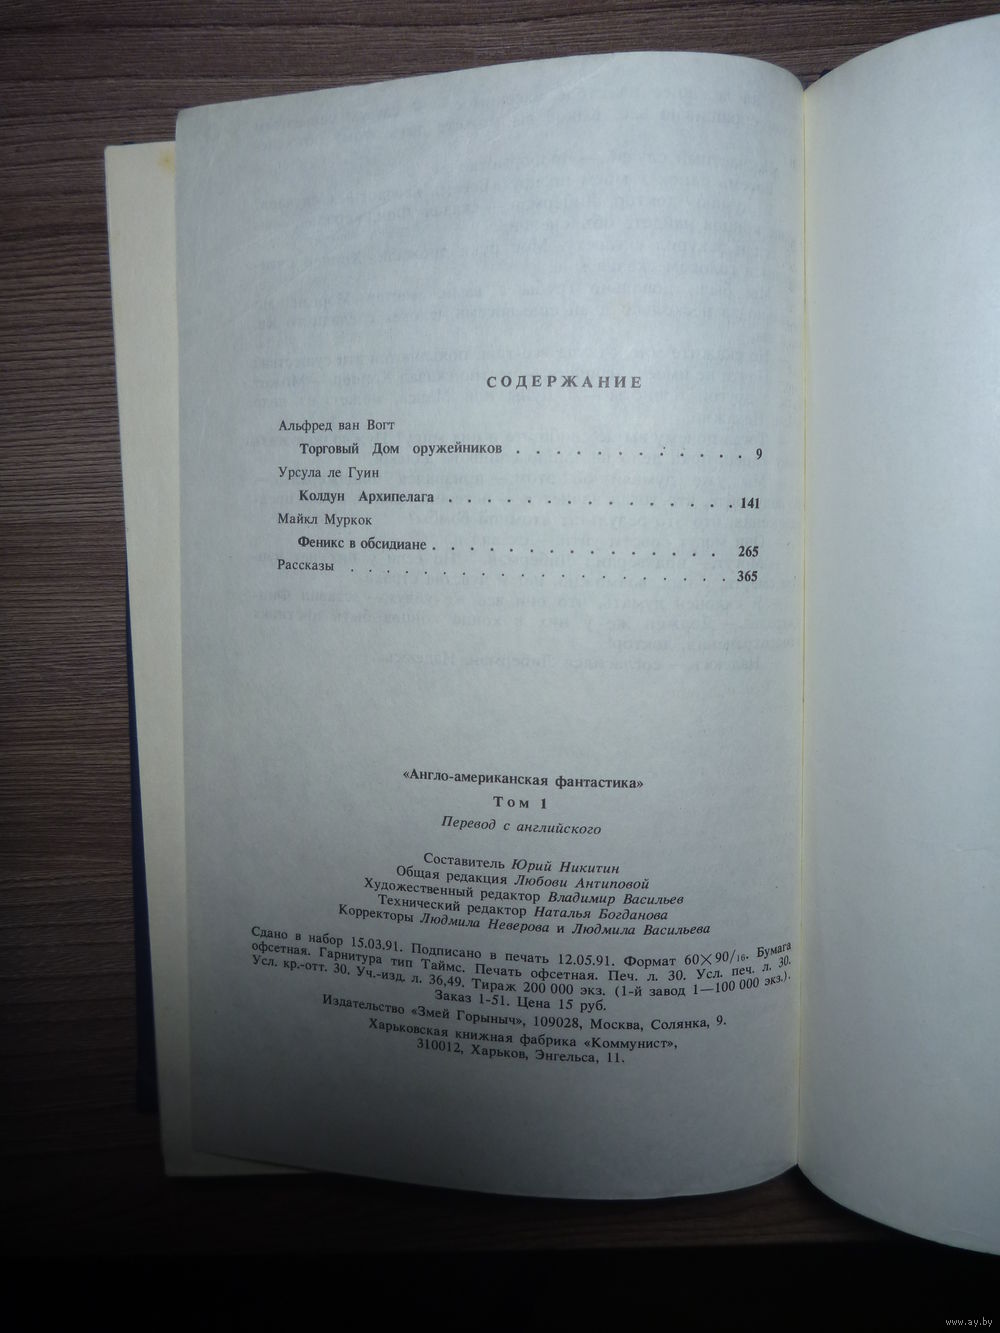 СОДЕРЖАНИЕ
Альфред ван Вогт
Торговый Дом оружейников . . . . . . . . . . . . 9
Урсула ле Гуин
Колдун Архипелага . . . . . . . . . . . . . . 141
Майкл Муркок
Феникс в обсидиане . . . . . . . . . . . . . . . 265
Рассказы . . . . . . . . . . . . . . . . . . . 365
«Англо-американская фантастика»
Том 1
Перевод с английского
Составитель Юрий Никитин
Общая редакция Любови Антиповой
Художественный редактор Владимир Васильев
Технический редактор Наталья Богданова
Корректоры Людмила Неверова и Людмила Васильева
Сдано в набор 15.03.91. Подписано в печать 12.05.91. Формат 60×90/16. Бумага
офсетная. Гарнитура тип Таймс. Печать офсетная. Печ. л. 30. Усл. печ. л. 30.
Усл. кр.-отт. 30. Уч.-изд. л. 36,49. Тираж 200 000 экз. (1-й завод 1—100 000 экз.).
Заказ 1-51. Цена 15 руб.
Издательство «Змей Горыныч», 109028, Москва, Солянка, 9.
Харьковская книжная фабрика «Коммунист»,
310012, Харьков, Энгельса, 11.
www.ay.by